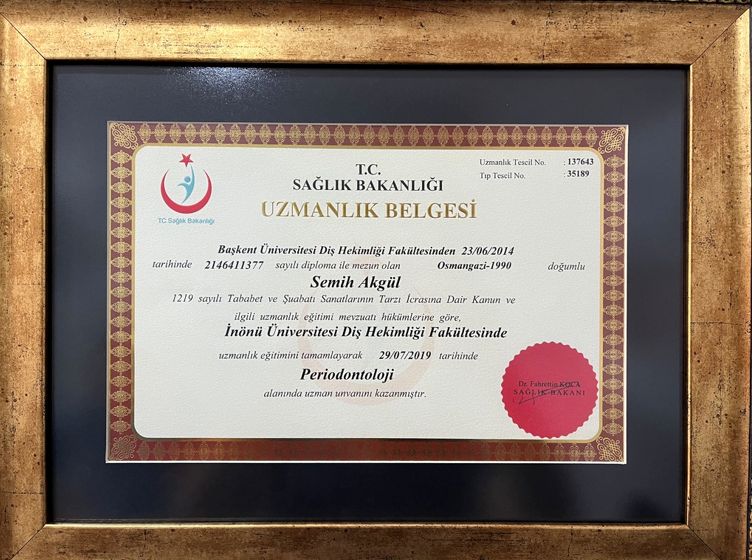 TC Sağlık Bakanlığı
T.C.
SAĞLIK BAKANLIĞI
UZMANLIK BELGESİ
Uzmanlık Tescil No. : 137643
Tıp Tescil No. : 35189
Başkent Üniversitesi Diş Hekimliği Fakültesinden 23/06/2014
tarihinde 2146411377 sayılı diploma ile mezun olan Osmangazi-1990 doğumlu
Semih Akgül
1219 sayılı Tababet ve Şuabatı Sanatlarının Tarzı İcrasına Dair Kanun ve
ilgili uzmanlık eğitimi mevzuatı hükümlerine göre,
İnönü Üniversitesi Diş Hekimliği Fakültesinde
uzmanlık eğitimini tamamlayarak 29/07/2019 tarihinde
Periodontoloji
alanında uzman unvanını kazanmıştır.
Dr. Fahrettin KOCA
SAĞLIK BAKANI